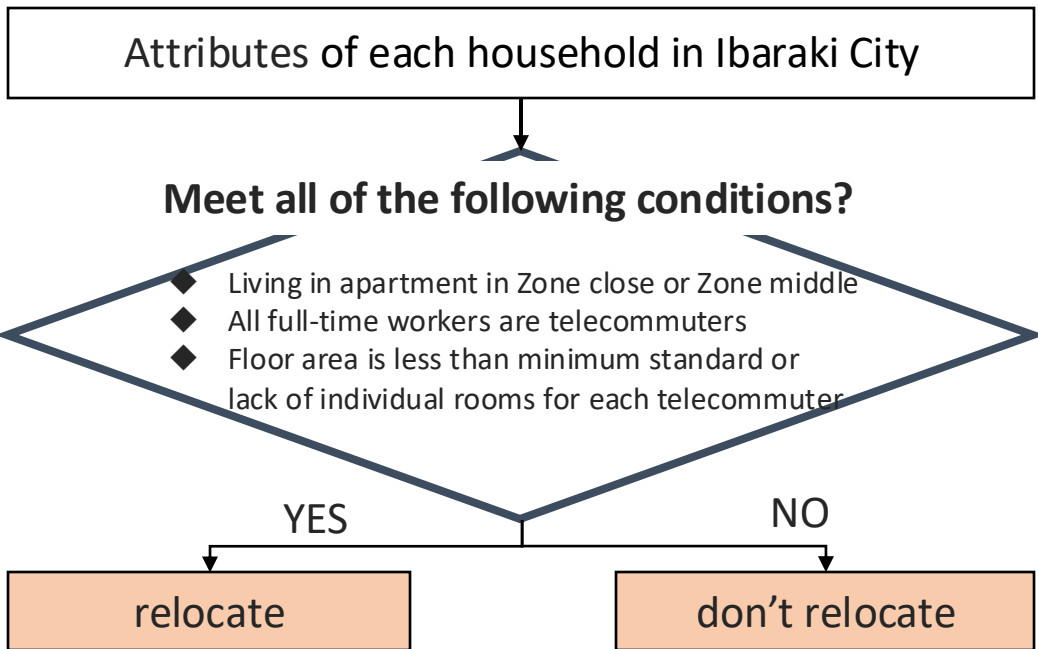 Attributes of each household in Ibaraki City
Meet all of the following conditions?
◆ Living in apartment in Zone close or Zone middle
◆ All full-time workers are telecommuters
◆ Floor area is less than minimum standard or
lack of individual rooms for each telecommuter
YES
NO
relocate
don’t relocate